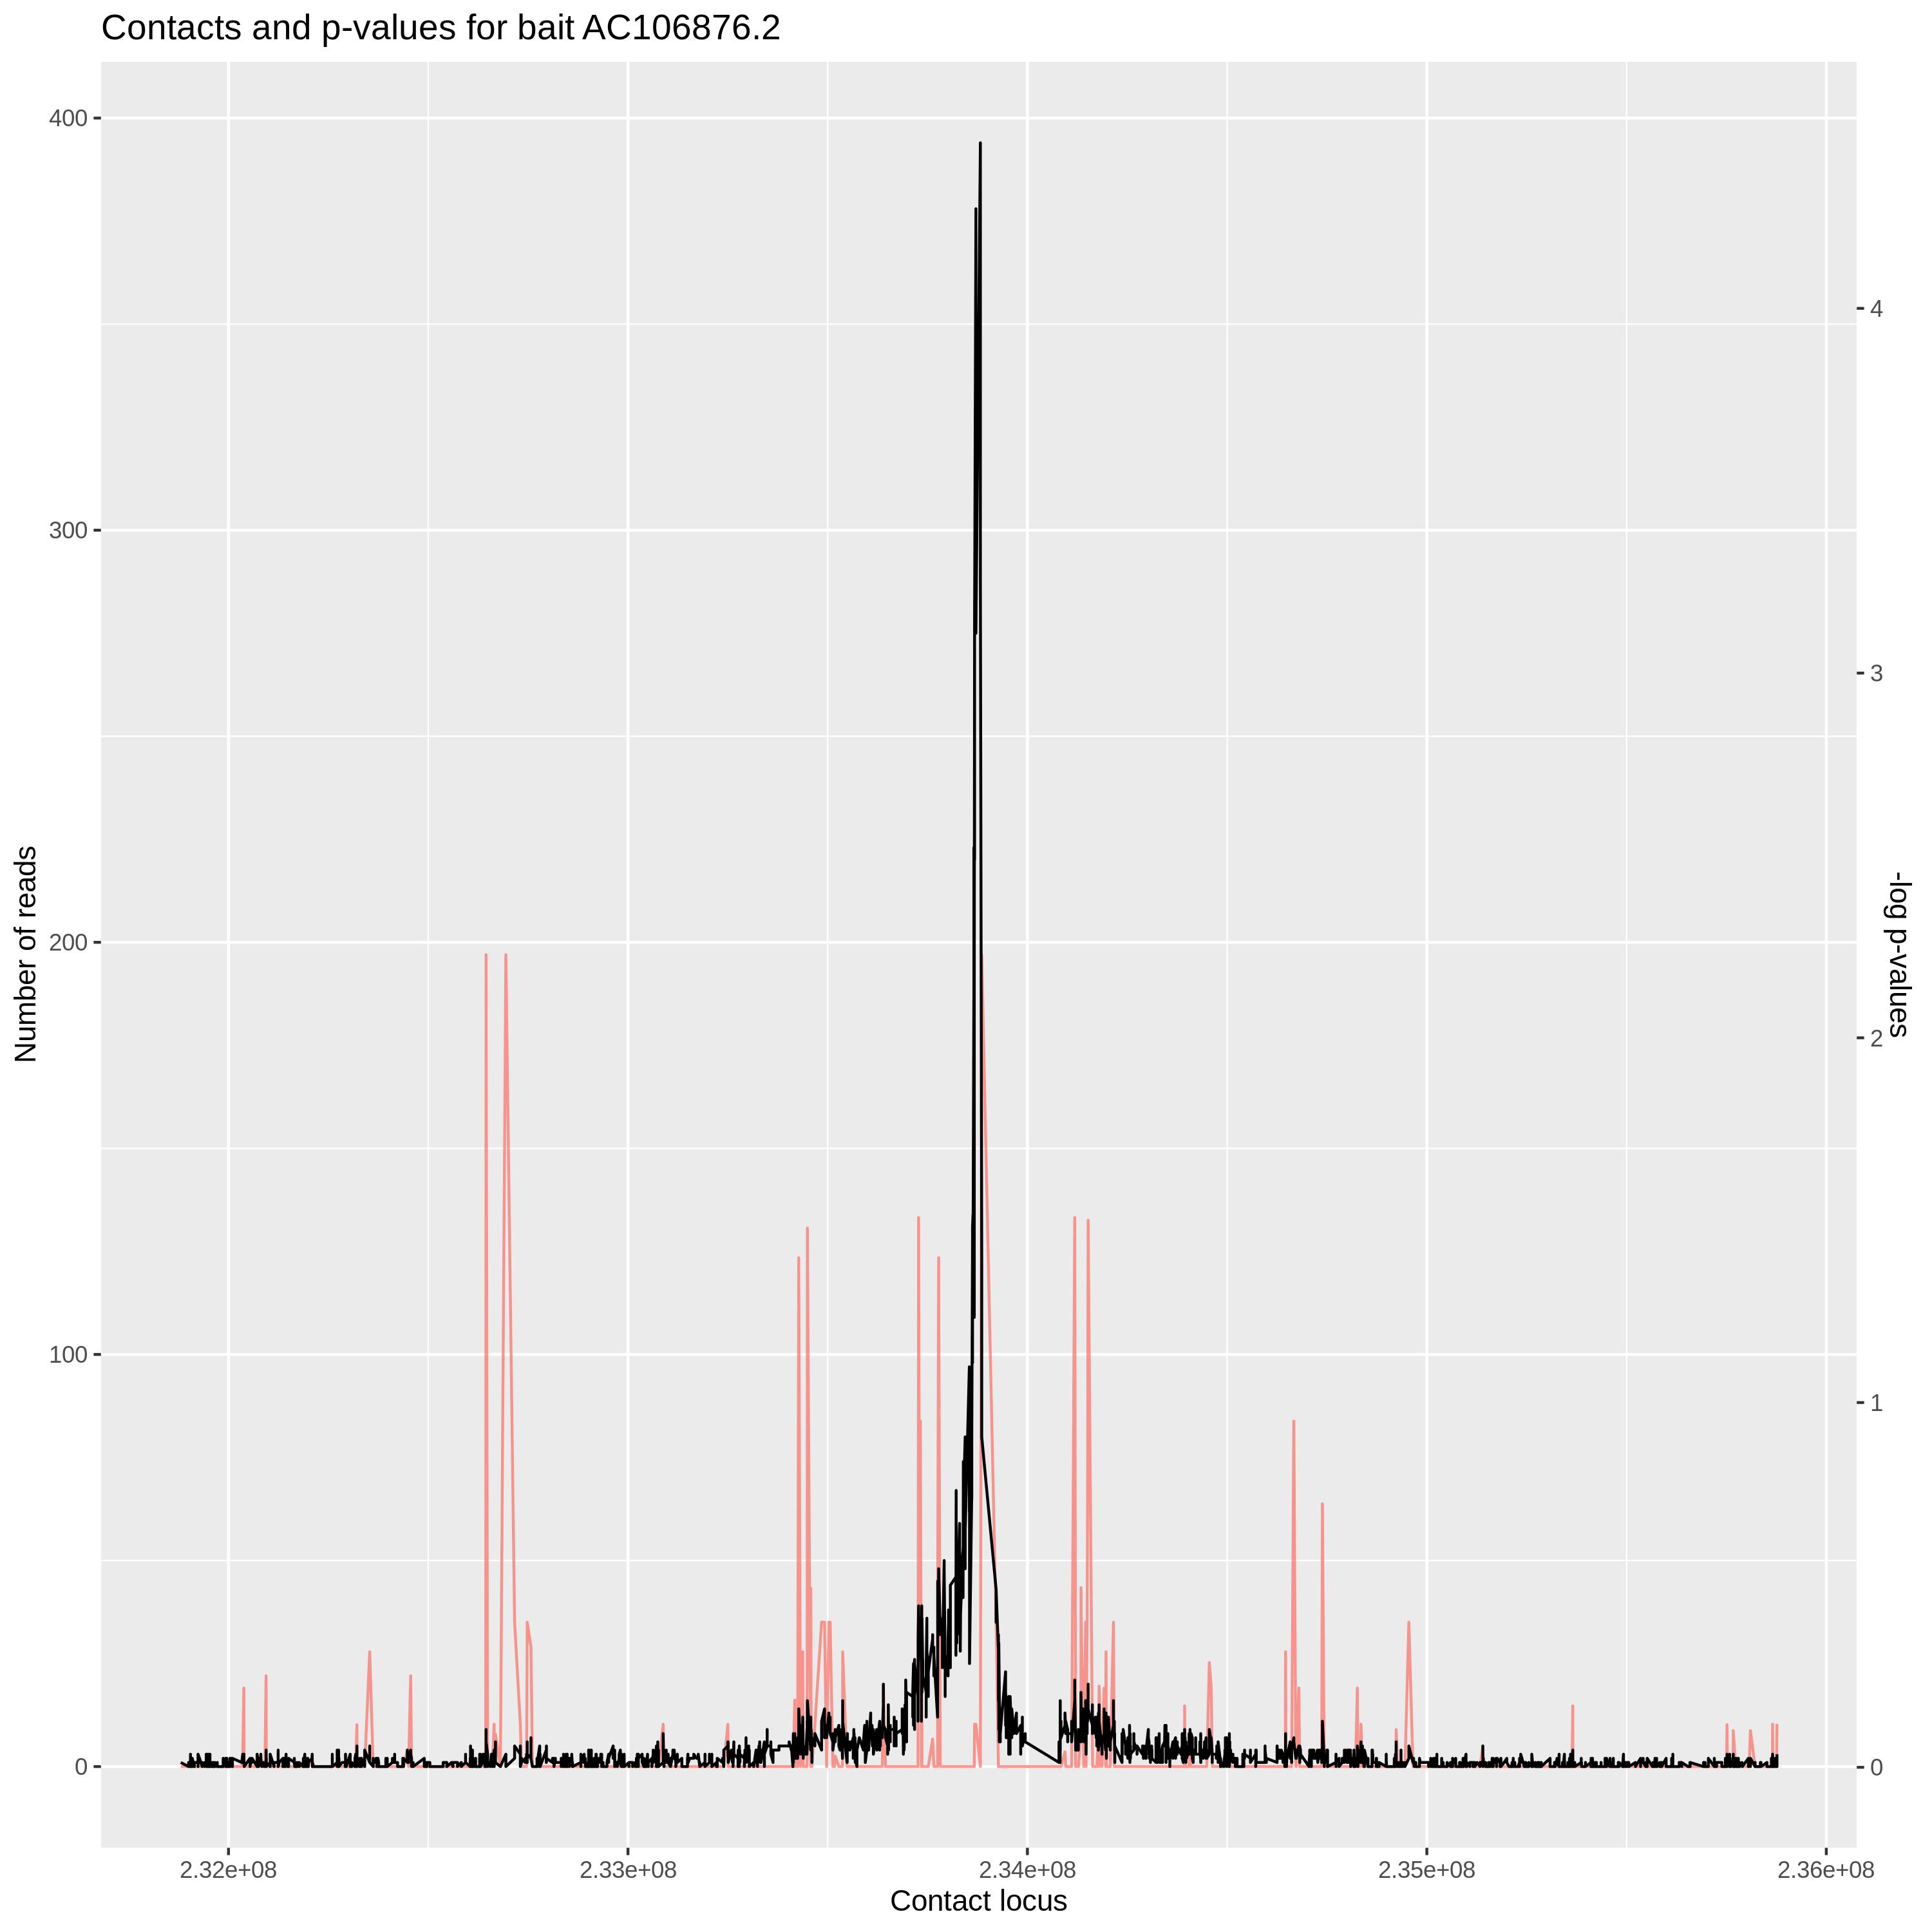 Contacts and p-values for bait AC106876.2
400
300
200
100
0
Number of reads
4
3
2
1
0
-log p-values
2.32e+08
2.33e+08
2.34e+08
2.35e+08
2.36e+08
Contact locus